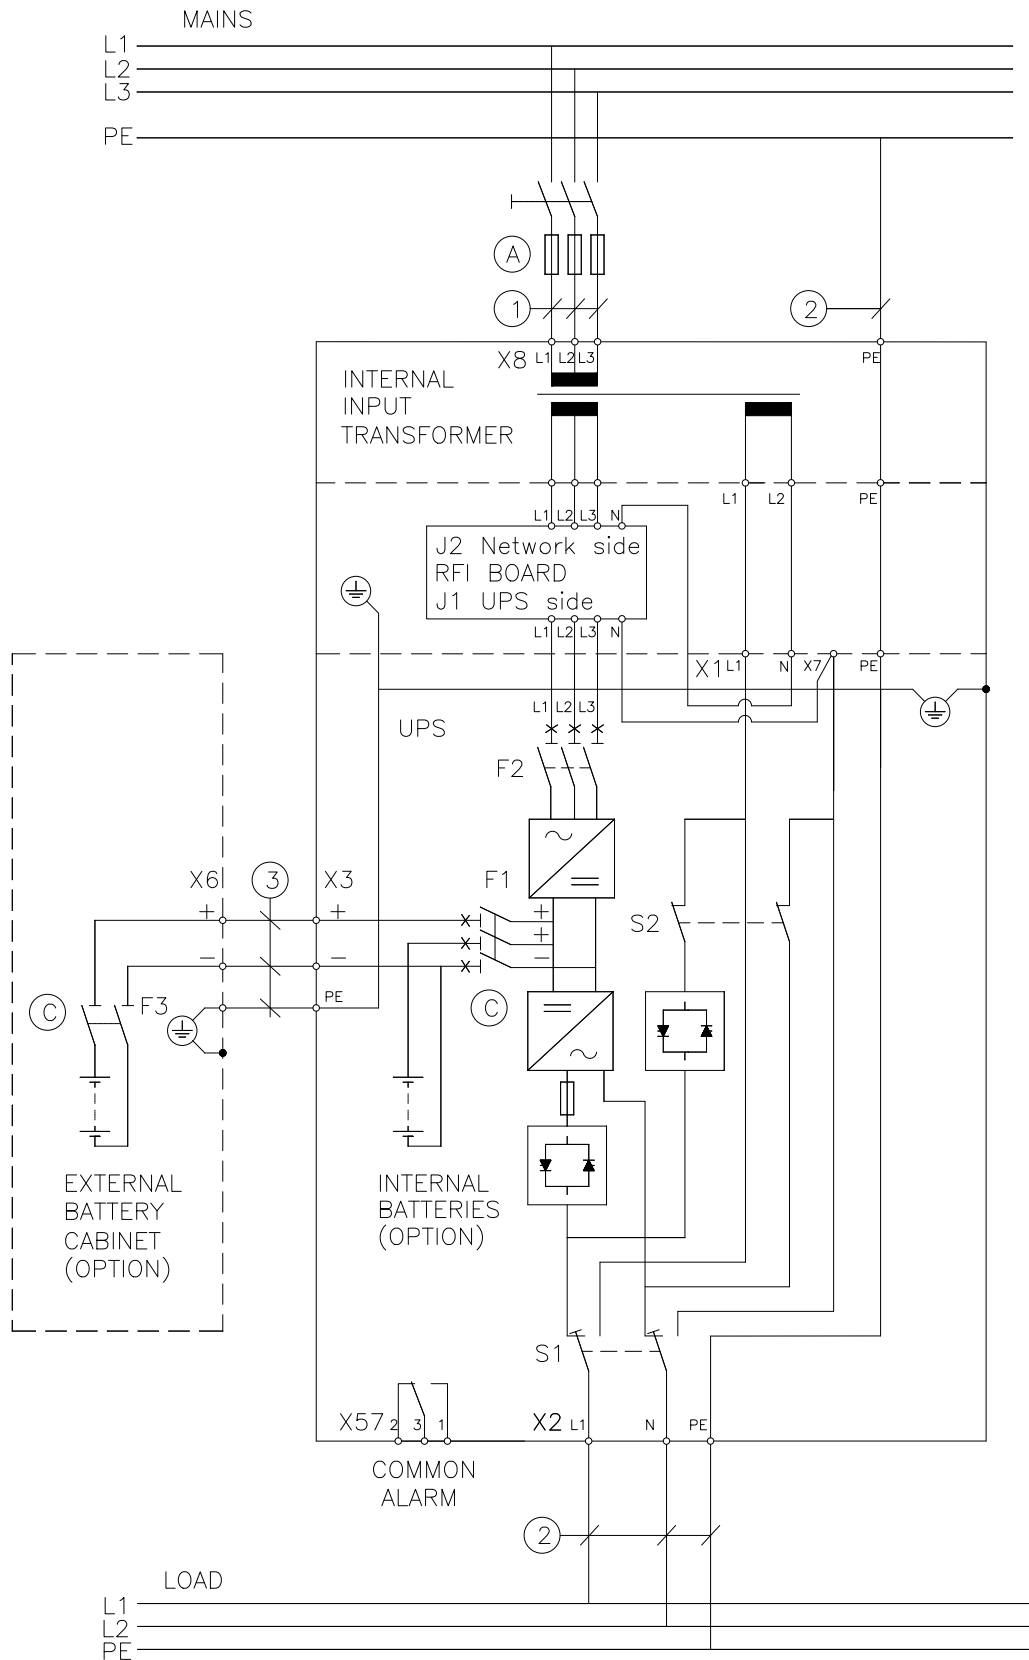 MAINS
L1
L2
L3
PE
A
1
2
X8 L1 L2 L3 PE
INTERNAL
INPUT
TRANSFORMER
L1 L2 PE
L1 L2 L3 N
J2 Network side
RFI BOARD
J1 UPS side
L1 L2 L3 N
X1 L1 N X7 PE
L1 L2 L3
UPS
F2
X6 3 X3 F1
+ + +
+
S2
− − −
PE
C F3 C
EXTERNAL
BATTERY
CABINET
(OPTION)
INTERNAL
BATTERIES
(OPTION)
S1
X57 2 3 1 X2 L1 N PE
COMMON
ALARM
2
LOAD
L1
L2
PE